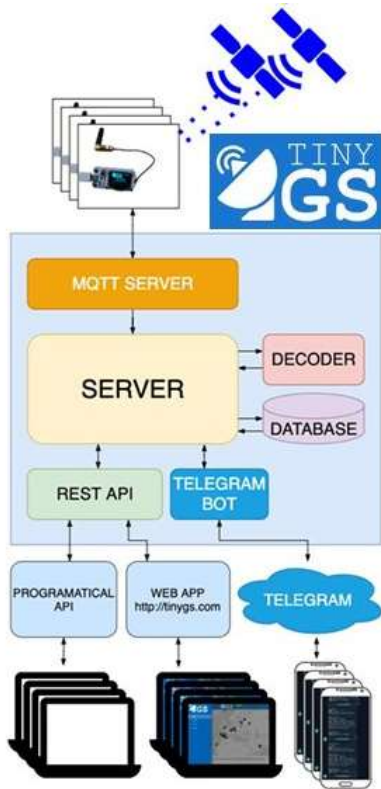 TINY
GS
MQTT SERVER
SERVER
DECODER
DATABASE
REST API
TELEGRAM
BOT
PROGRAMATICAL
API
WEB APP
http://tinygs.com
TELEGRAM